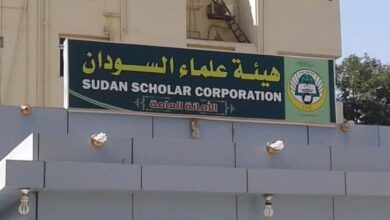 هيئة علماء السودان
SUDAN SCHOLAR CORPORATION
الأمانة العامة